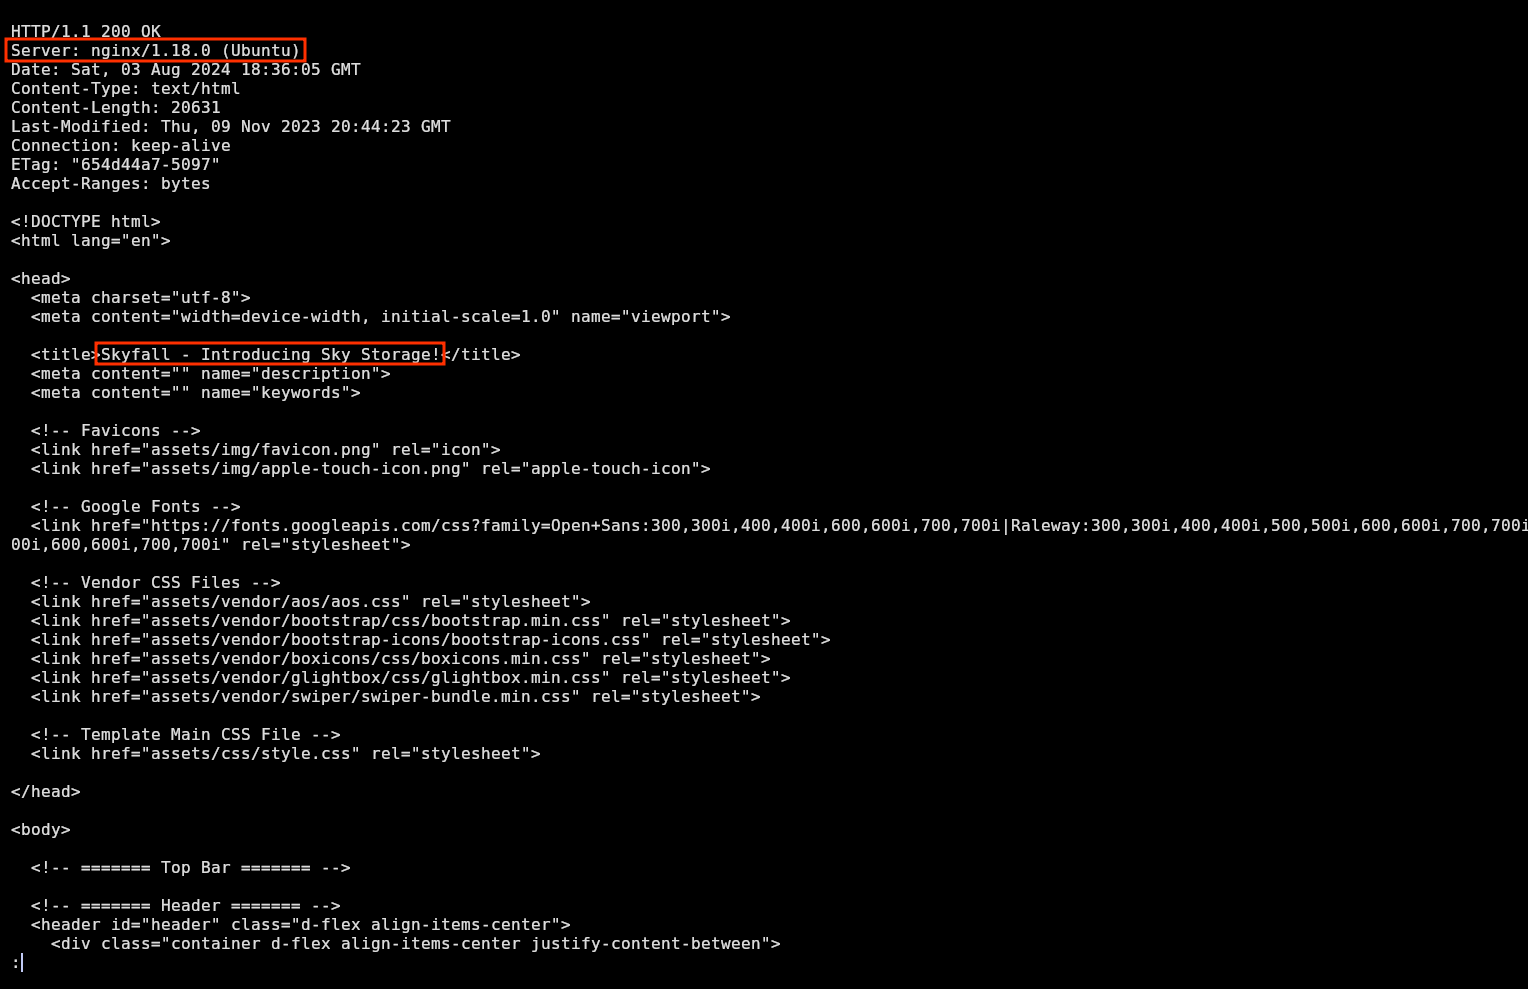 HTTP/1.1 200 OK
Server: nginx/1.18.0 (Ubuntu)
Date: Sat, 03 Aug 2024 18:36:05 GMT
Content-Type: text/html
Content-Length: 20631
Last-Modified: Thu, 09 Nov 2023 20:44:23 GMT
Connection: keep-alive
ETag: "654d44a7-5097"
Accept-Ranges: bytes

<!DOCTYPE html>
<html lang="en">

<head>
  <meta charset="utf-8">
  <meta content="width=device-width, initial-scale=1.0" name="viewport">

  <title>Skyfall - Introducing Sky Storage!</title>
  <meta content="" name="description">
  <meta content="" name="keywords">

  <!-- Favicons -->
  <link href="assets/img/favicon.png" rel="icon">
  <link href="assets/img/apple-touch-icon.png" rel="apple-touch-icon">

  <!-- Google Fonts -->
  <link href="https://fonts.googleapis.com/css?family=Open+Sans:300,300i,400,400i,600,600i,700,700i|Raleway:300,300i,400,400i,500,500i,600,600i,700,700i
00i,600,600i,700,700i" rel="stylesheet">

  <!-- Vendor CSS Files -->
  <link href="assets/vendor/aos/aos.css" rel="stylesheet">
  <link href="assets/vendor/bootstrap/css/bootstrap.min.css" rel="stylesheet">
  <link href="assets/vendor/bootstrap-icons/bootstrap-icons.css" rel="stylesheet">
  <link href="assets/vendor/boxicons/css/boxicons.min.css" rel="stylesheet">
  <link href="assets/vendor/glightbox/css/glightbox.min.css" rel="stylesheet">
  <link href="assets/vendor/swiper/swiper-bundle.min.css" rel="stylesheet">

  <!-- Template Main CSS File -->
  <link href="assets/css/style.css" rel="stylesheet">

</head>

<body>

  <!-- ======= Top Bar ======= -->

  <!-- ======= Header ======= -->
  <header id="header" class="d-flex align-items-center">
    <div class="container d-flex align-items-center justify-content-between">
: